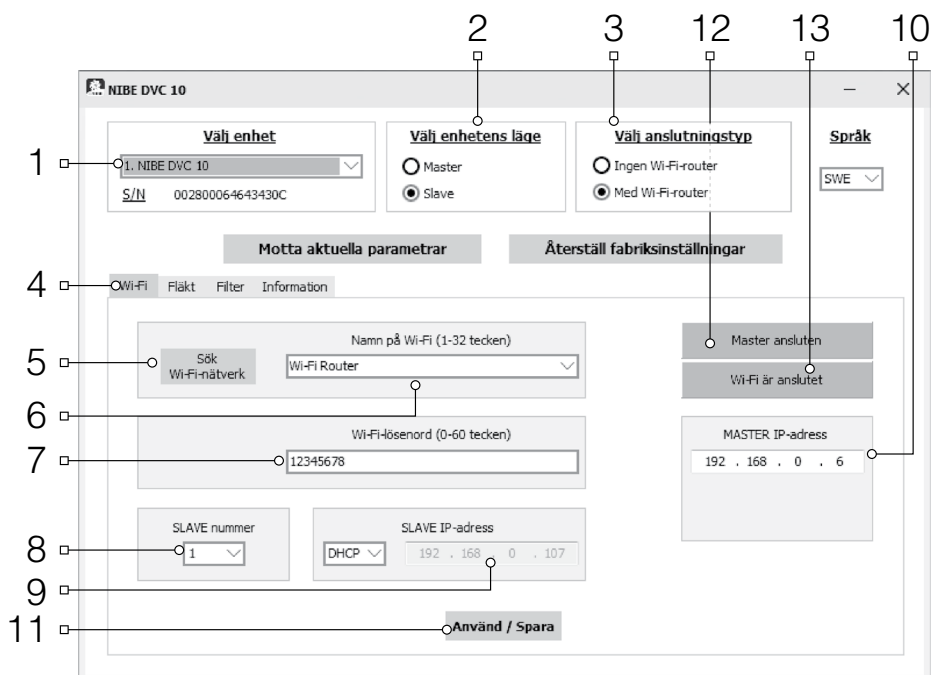 2 3 12 13 10
NIBE DVC 10
Välj enhet
Välj enhetens läge
Välj anslutningstyp
Språk
1
1. NIBE DVC 10
Master
Ingen Wi-Fi-router
SWE
S/N 002800064643430C
Slave
Med Wi-Fi-router
Motta aktuella parametrar
Återställ fabriksinställningar
4
Wi-Fi Fläkt Filter Information
Namn på Wi-Fi (1-32 tecken)
Master ansluten
5
Sök
Wi-Fi-nätverk
Wi-Fi Router
Wi-Fi är anslutet
6
Wi-Fi-lösenord (0-60 tecken)
MASTER IP-adress
7
12345678
192 . 168 . 0 . 6
SLAVE nummer
SLAVE IP-adress
8
1
DHCP
192 . 168 . 0 . 107
9
11
Använd / Spara